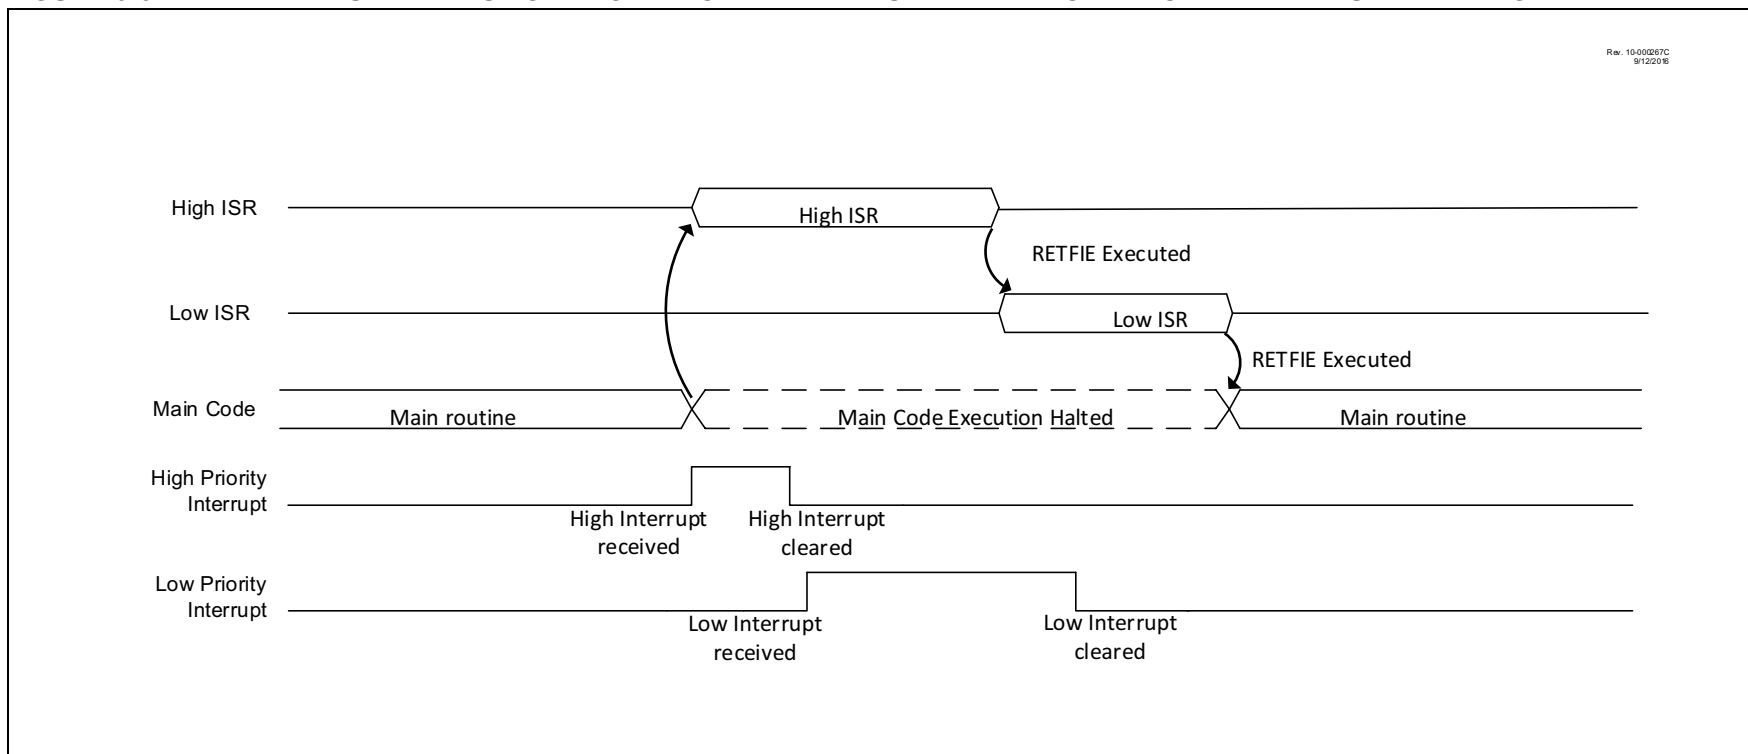 Rev. 10-000267C
9/12/2016
High ISR
High ISR
RETFIE Executed
Low ISR
Low ISR
RETFIE Executed
Main Code
Main routine
Main Code Execution Halted
Main routine
High Priority
Interrupt
High Interrupt
received
High Interrupt
cleared
Low Priority
Interrupt
Low Interrupt
received
Low Interrupt
cleared